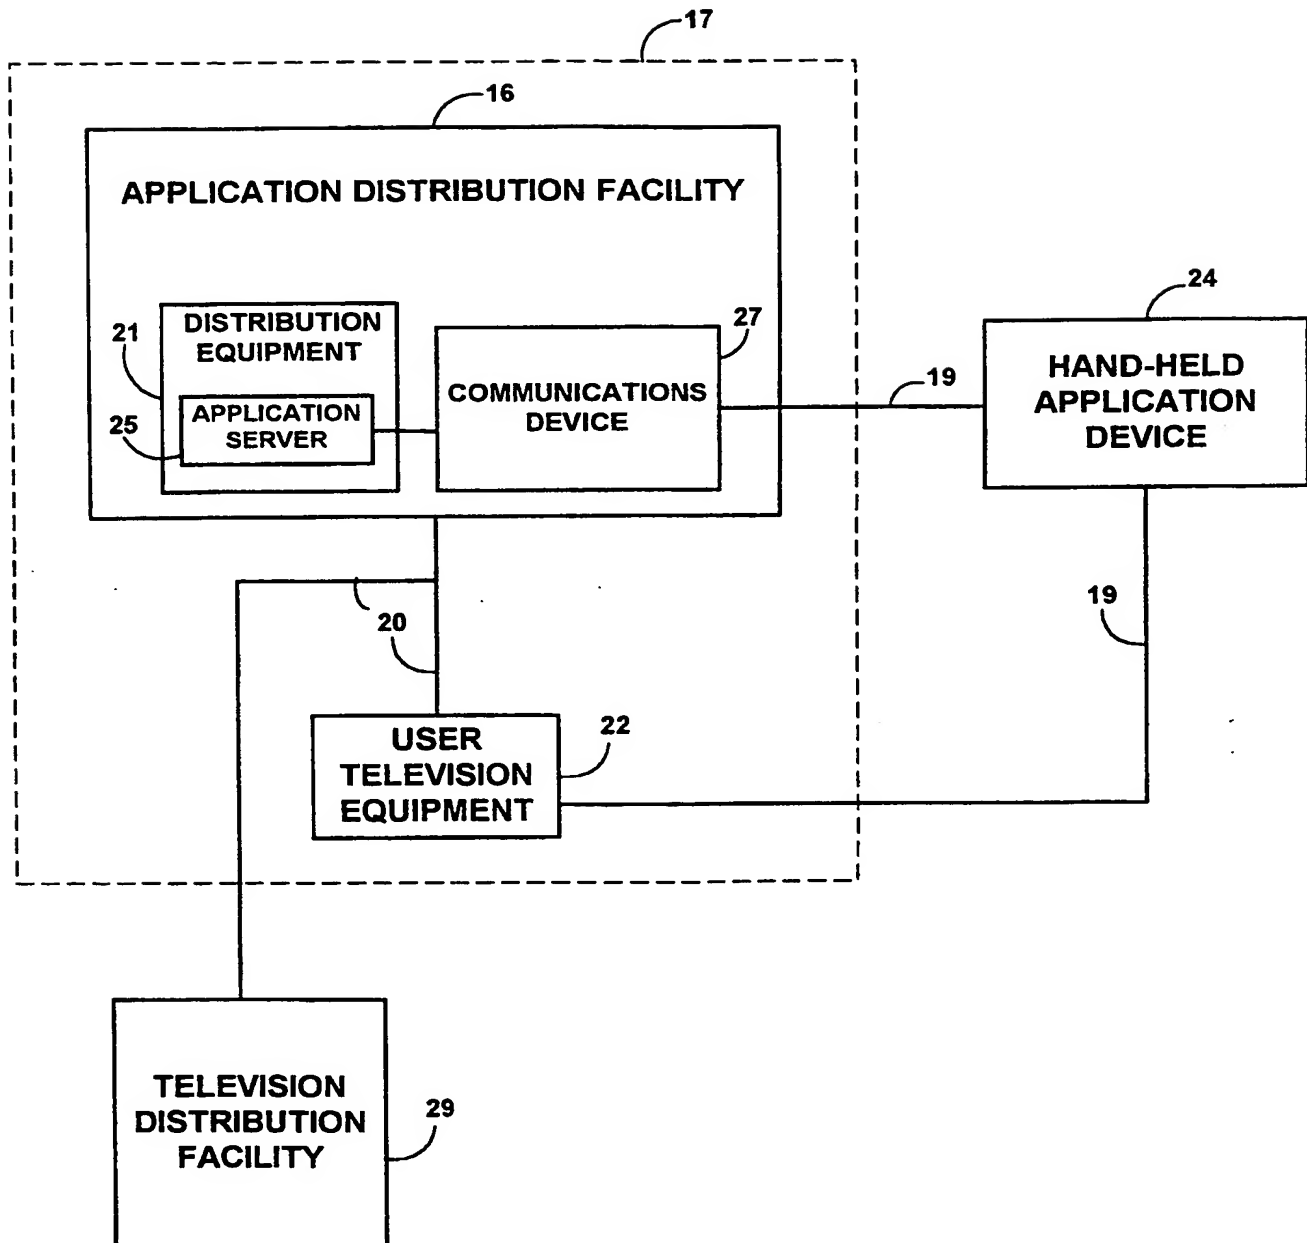 17
16
APPLICATION DISTRIBUTION FACILITY
24
21
DISTRIBUTION
EQUIPMENT
27
25
APPLICATION
SERVER
COMMUNICATIONS
DEVICE
19
HAND-HELD
APPLICATION
DEVICE
20
19
USER
TELEVISION
EQUIPMENT
22
TELEVISION
DISTRIBUTION
FACILITY
29